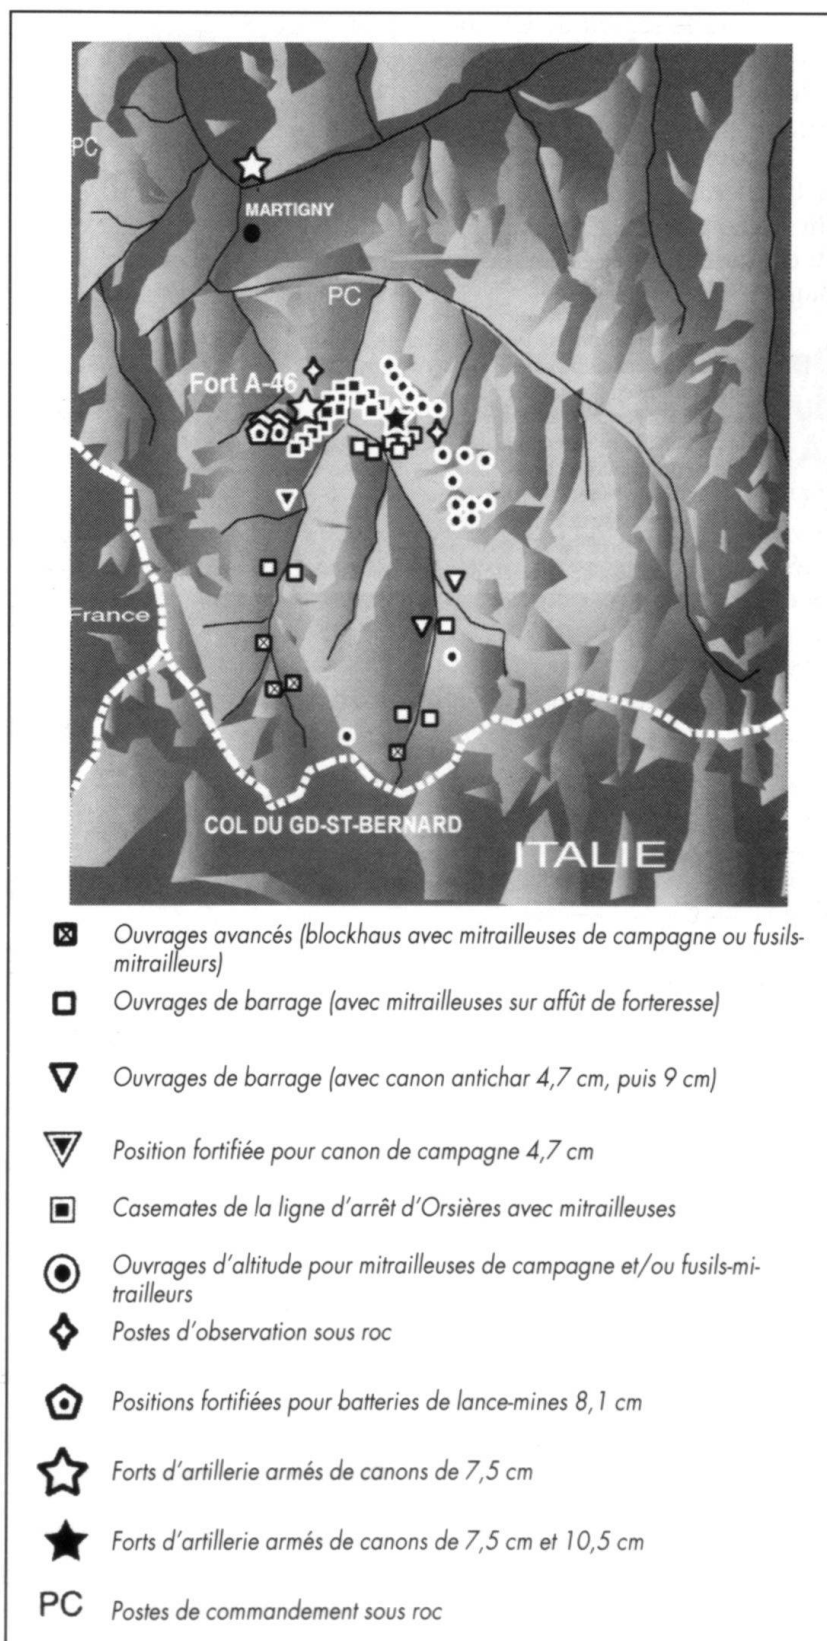 PC
MARTIGNY
PC
Fort A-46
France
COL DU GD-ST-BERNARD
ITALIE
Ouvrages avancés (blockhaus avec mitrailleuses de campagne ou fusils-
mitrailleurs)
Ouvrages de barrage (avec mitrailleuses sur affût de forteresse)
Ouvrages de barrage (avec canon antichar 4,7 cm, puis 9 cm)
Position fortifiée pour canon de campagne 4,7 cm
Casemates de la ligne d'arrêt d'Orsières avec mitrailleuses
Ouvrages d'altitude pour mitrailleuses de campagne et/ou fusils-mi-
trailleurs
Postes d'observation sous roc
Positions fortifiées pour batteries de lance-mines 8,1 cm
Forts d'artillerie armés de canons de 7,5 cm
Forts d'artillerie armés de canons de 7,5 cm et 10,5 cm
PC Postes de commandement sous roc